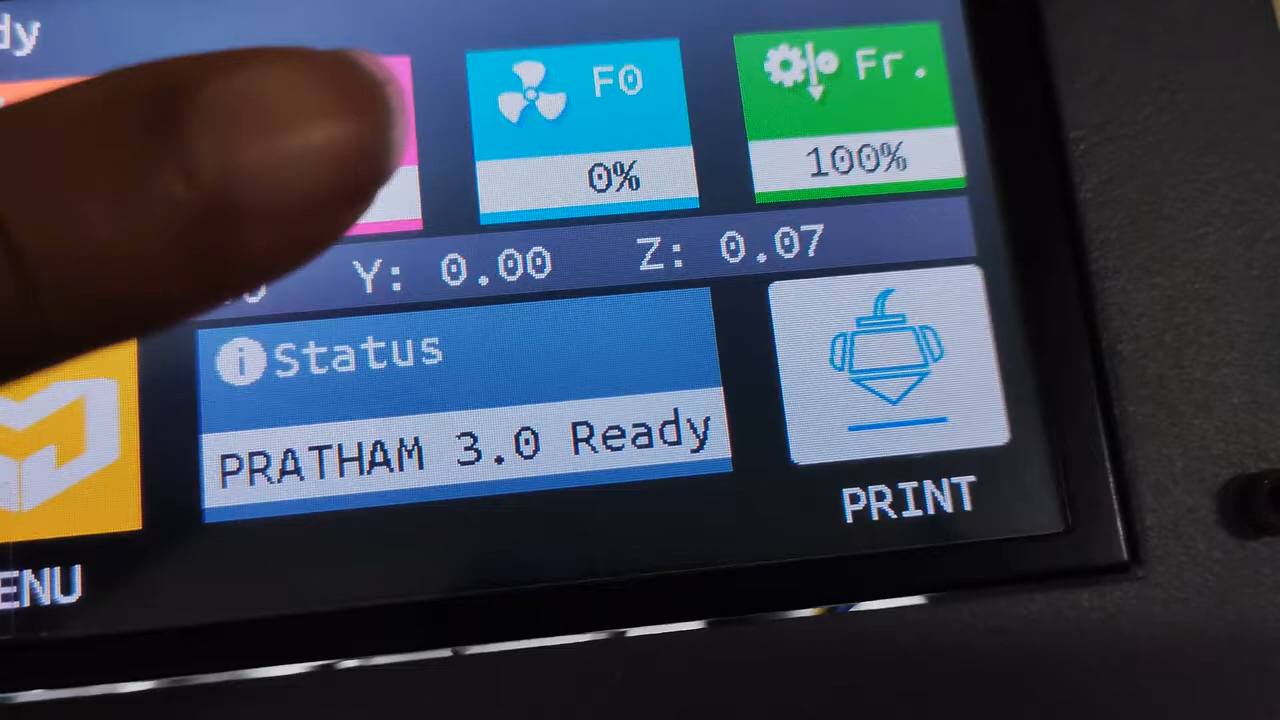 dy
F0
Fr.
0%
100%
Y: 0.00 Z: 0.07
Status
PRATHAM 3.0 Ready
PRINT
ENU